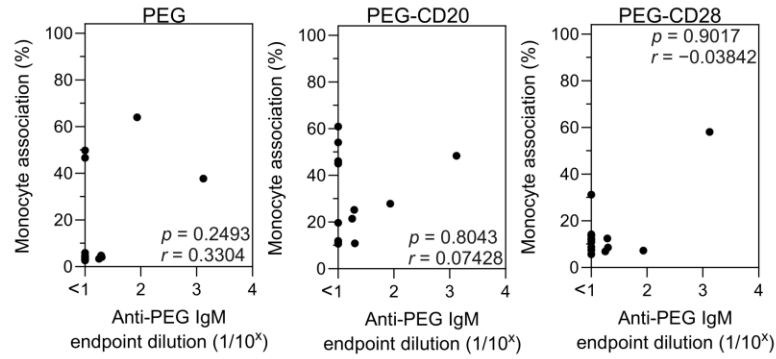 PEG
Monocyte association (%)
100
80
60
40
20
0
p = 0.2493
r = 0.3304
<1 2 3 4
Anti-PEG IgM
endpoint dilution (1/10ˣ)
PEG-CD20
Monocyte association (%)
100
80
60
40
20
0
p = 0.8043
r = 0.07428
<1 2 3 4
Anti-PEG IgM
endpoint dilution (1/10ˣ)
PEG-CD28
Monocyte association (%)
100
80
60
40
20
0
p = 0.9017
r = −0.03842
<1 2 3 4
Anti-PEG IgM
endpoint dilution (1/10ˣ)